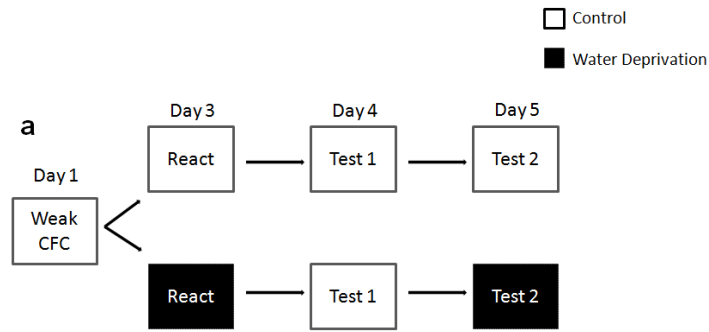 Control
Water Deprivation
a
Day 1
Day 3
Day 4
Day 5
Weak
CFC
React
Test 1
Test 2
React
Test 1
Test 2